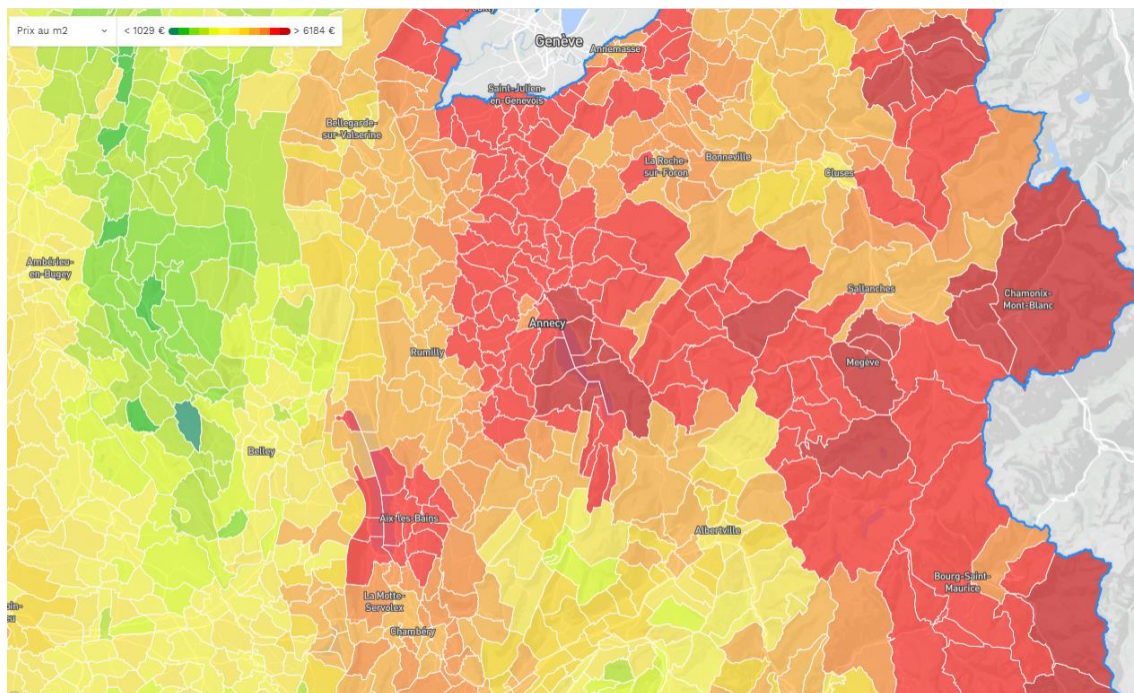 Prix au m2
< 1029 €
> 6184 €
Genève
Annemasse
Saint-Julien-
en-Genevois
Bellegarde-
sur-Valserine
La Roche-
sur-Foron
Bonneville
Cluses
Ambérieu-
en-Bugey
Sallanches
Chamonix-
Mont-Blanc
Annecy
Rumilly
Megève
Belley
Aix-les-Bains
Albertville
Bourg-Saint-
Maurice
La Motte-
Servolex
Chambéry